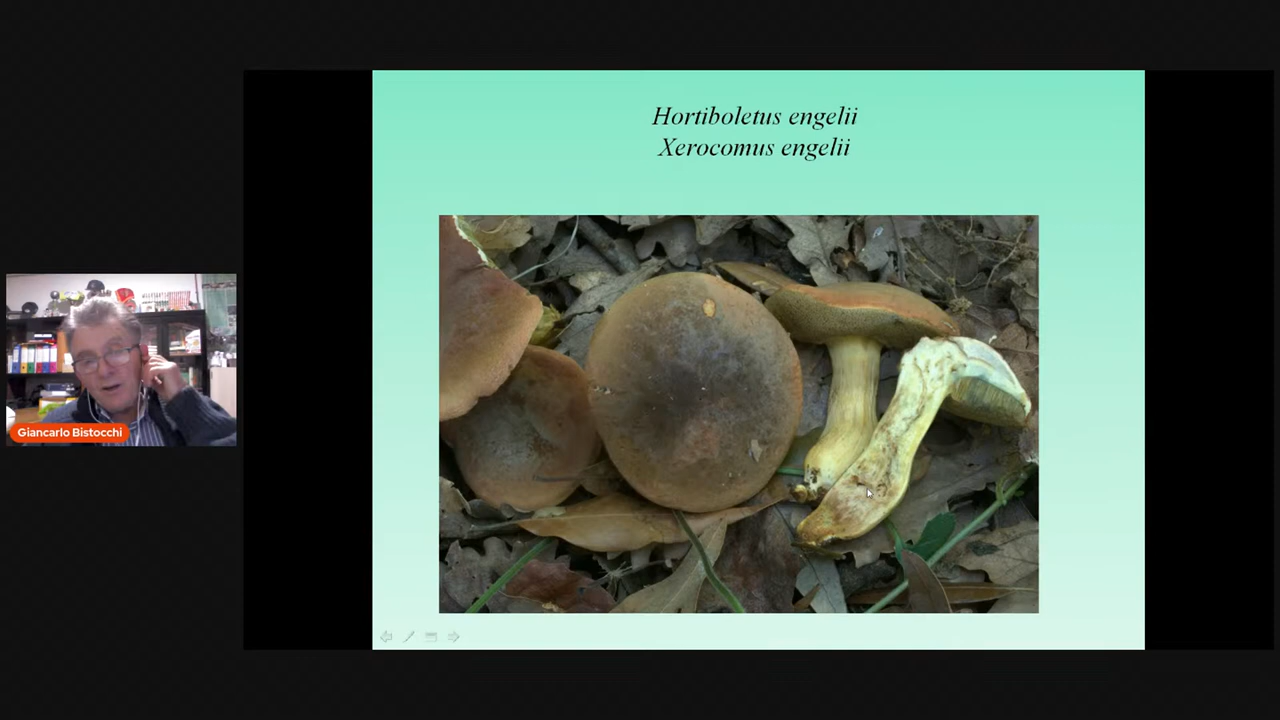 Hortiboletus engelii
Xerocomus engelii
Giancarlo Bistocchi